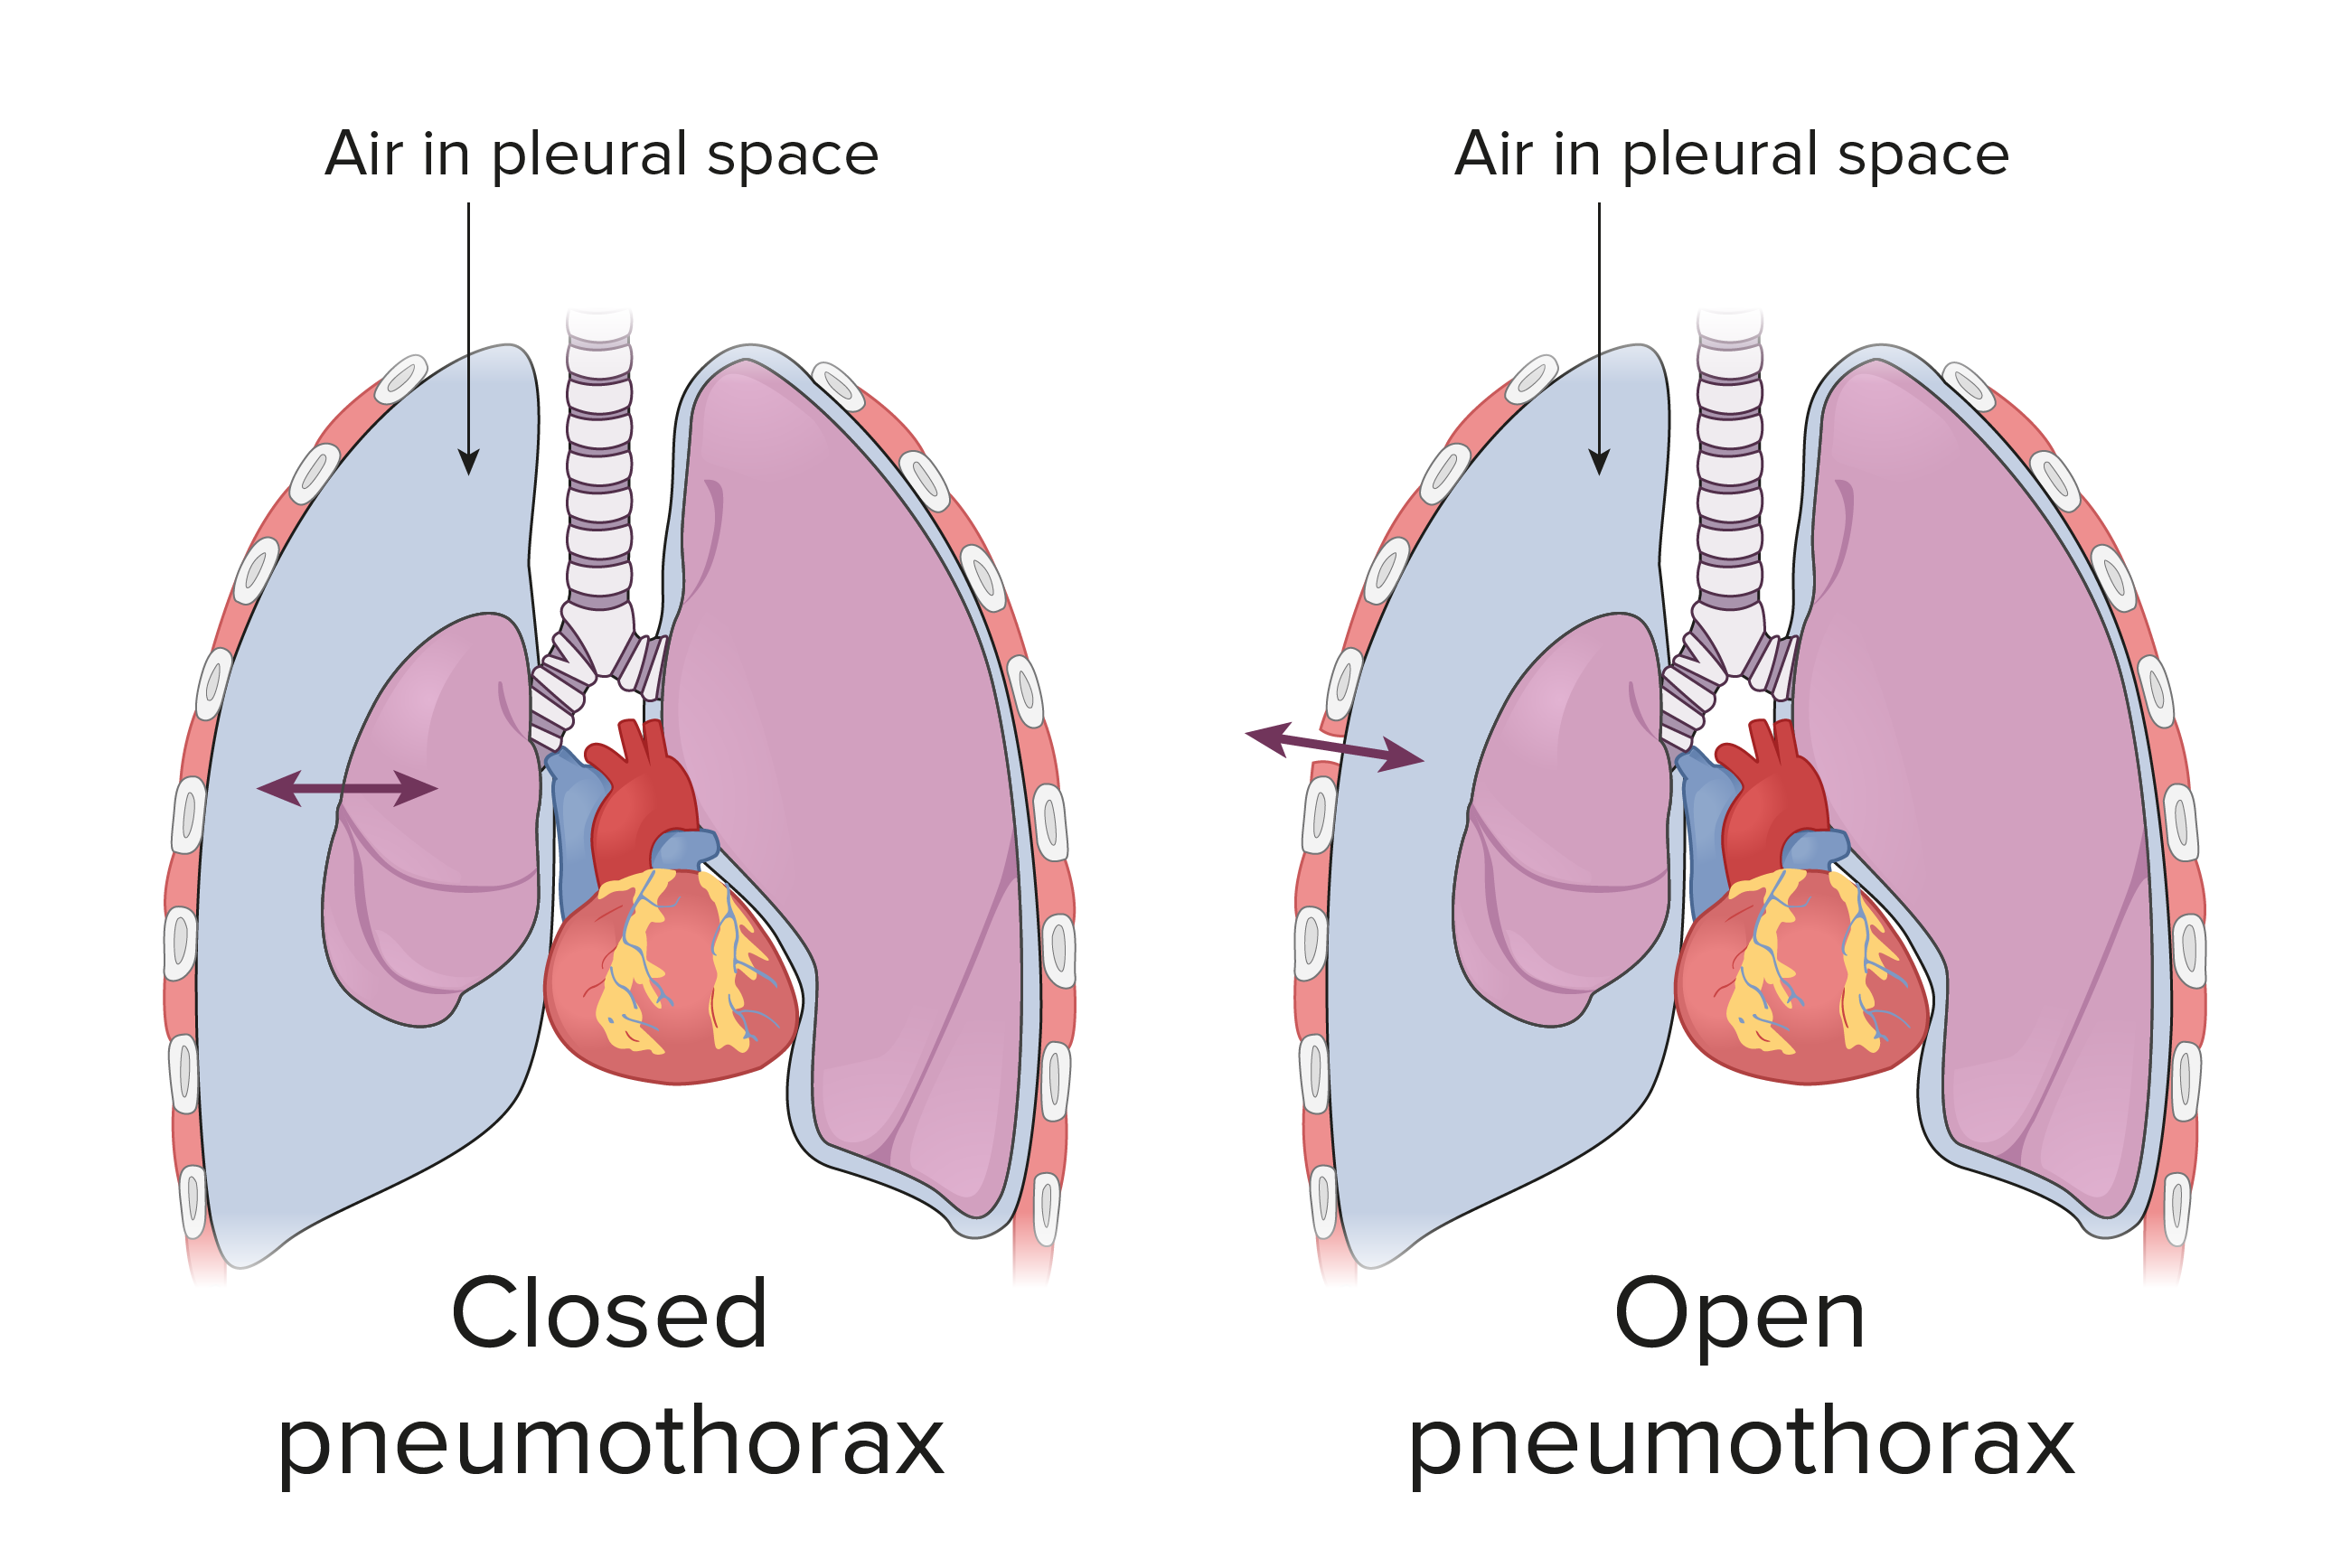 Air in pleural space
Air in pleural space
Closed
pneumothorax
Open
pneumothorax